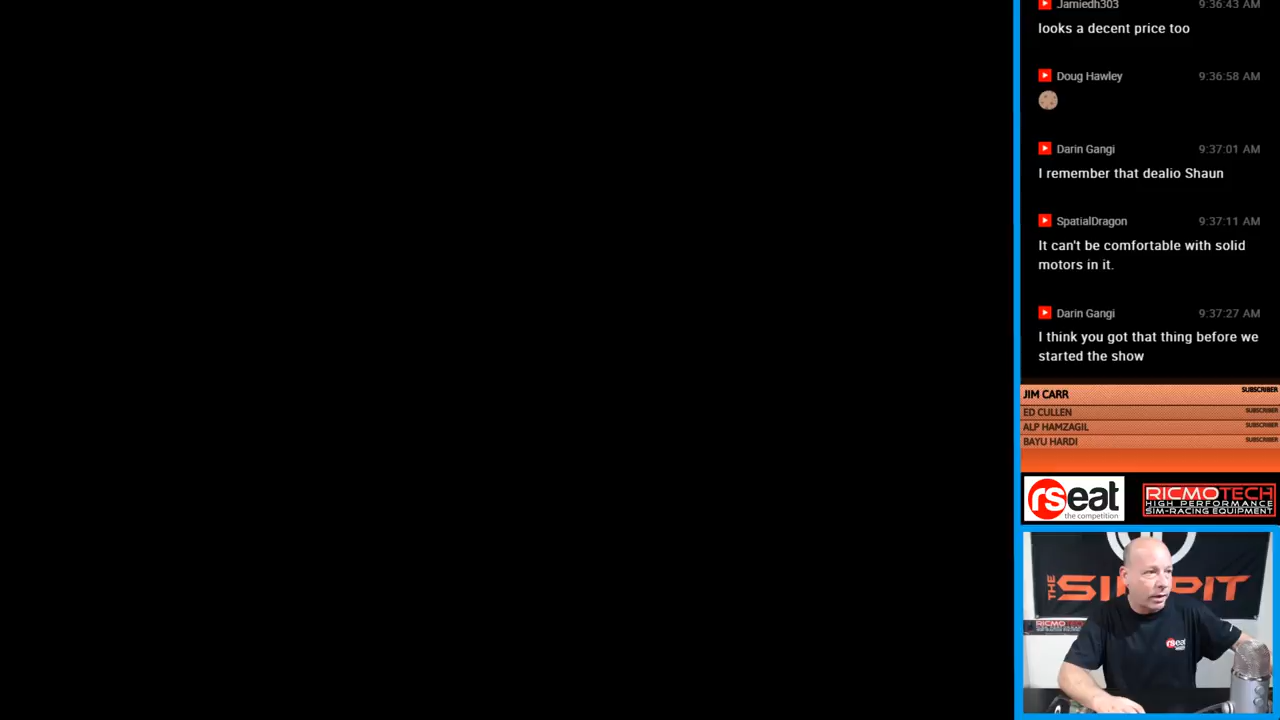 Jamiedh303 9:36:43 AM
looks a decent price too
Doug Hawley 9:36:58 AM
Darin Gangi 9:37:01 AM
I remember that dealio Shaun
SpatialDragon 9:37:11 AM
It can't be comfortable with solid
motors in it.
Darin Gangi 9:37:27 AM
I think you got that thing before we
started the show
JIM CARR SUBSCRIBER
ED CULLEN SUBSCRIBER
ALP HAMZAGIL SUBSCRIBER
BAYU HARDI SUBSCRIBER
rseat
the competition
RICMOTECH
HIGH PERFORMANCE
SIM-RACING EQUIPMENT
THE SIMPIT
RICMOTECH
rseat